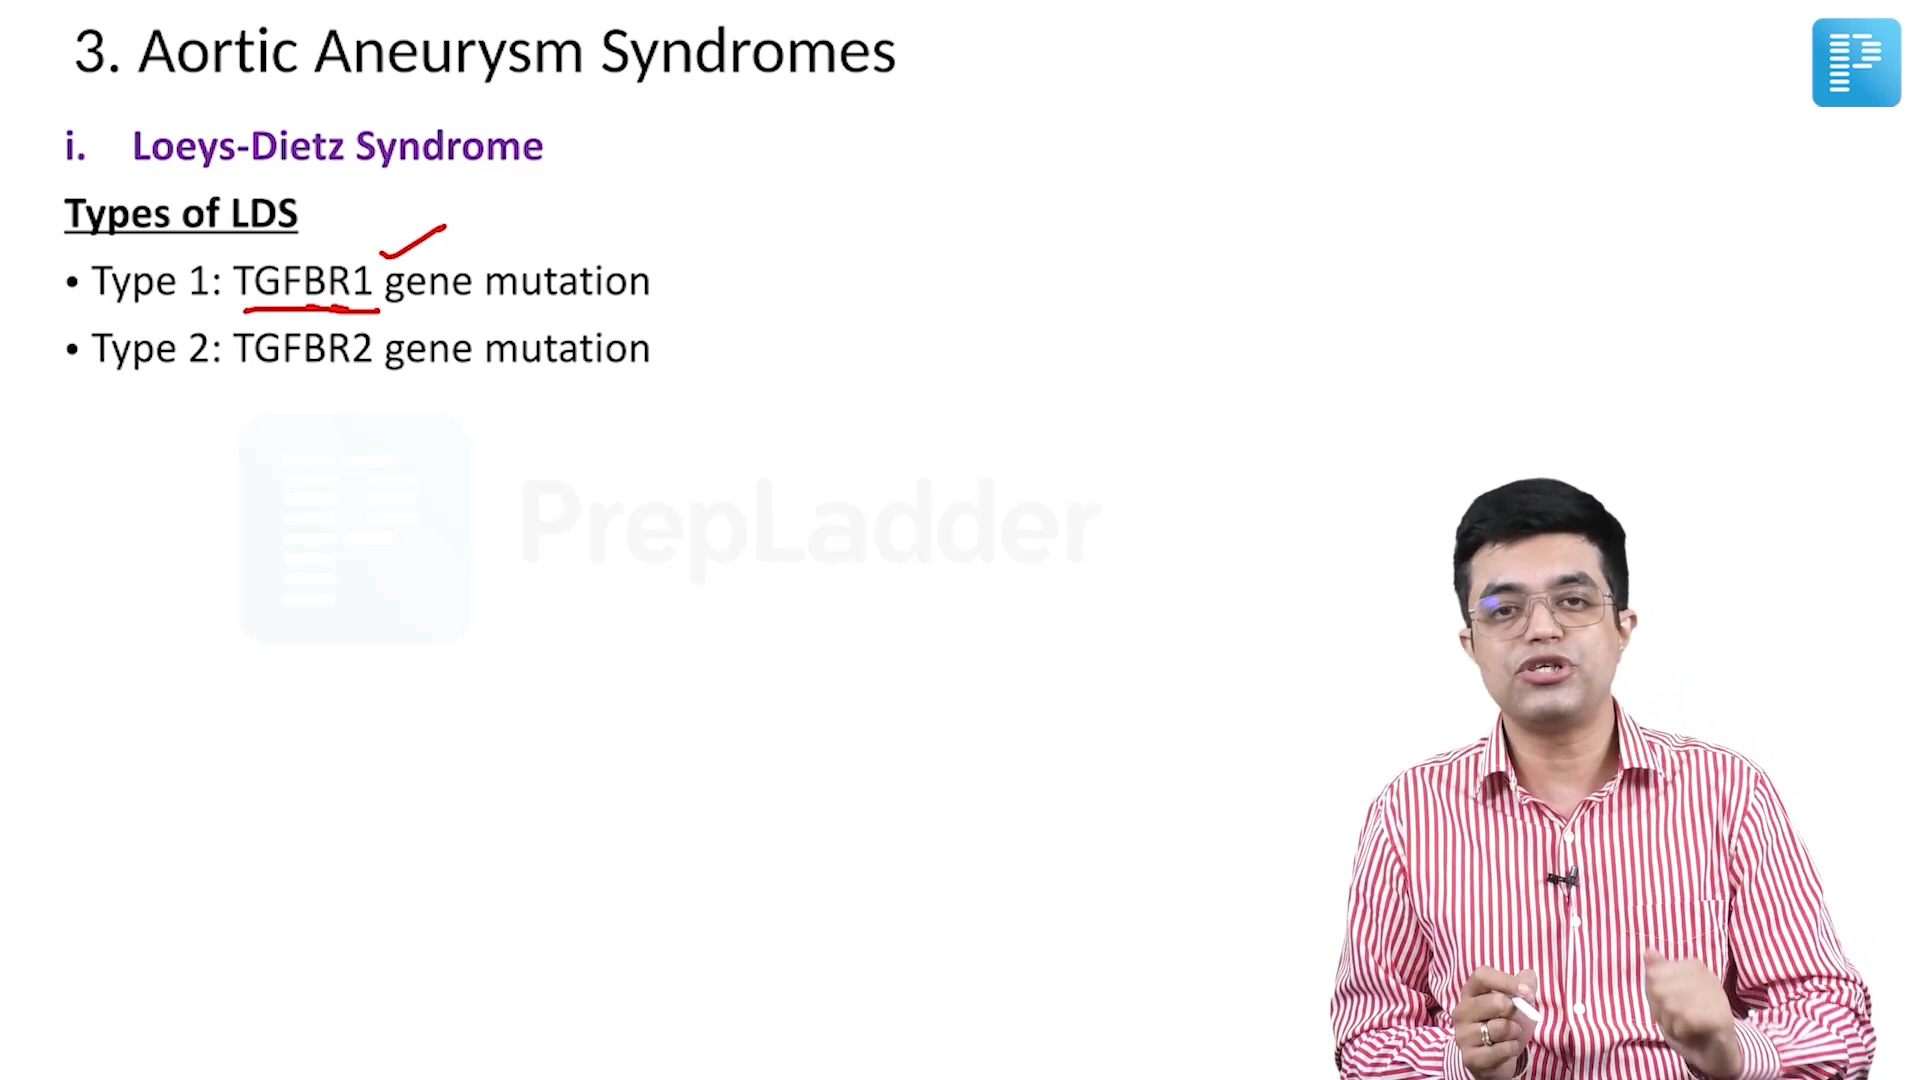 3. Aortic Aneurysm Syndromes
i. Loeys-Dietz Syndrome
Types of LDS
• Type 1: TGFBR1 gene mutation
• Type 2: TGFBR2 gene mutation
PrepLadder